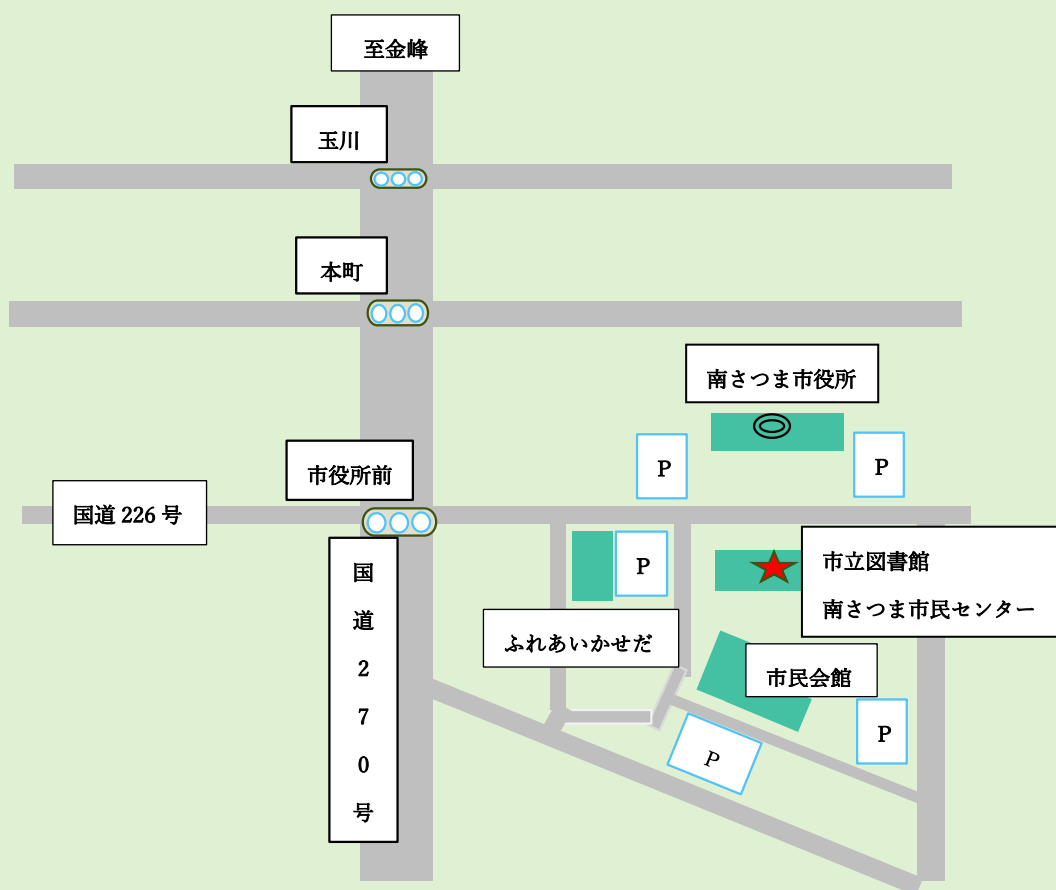 至金峰
玉川
本町
南さつま市役所
P
P
市役所前
国道 226 号
国道270号
P
市立図書館
南さつま市民センター
ふれあいかせだ
市民会館
P
P